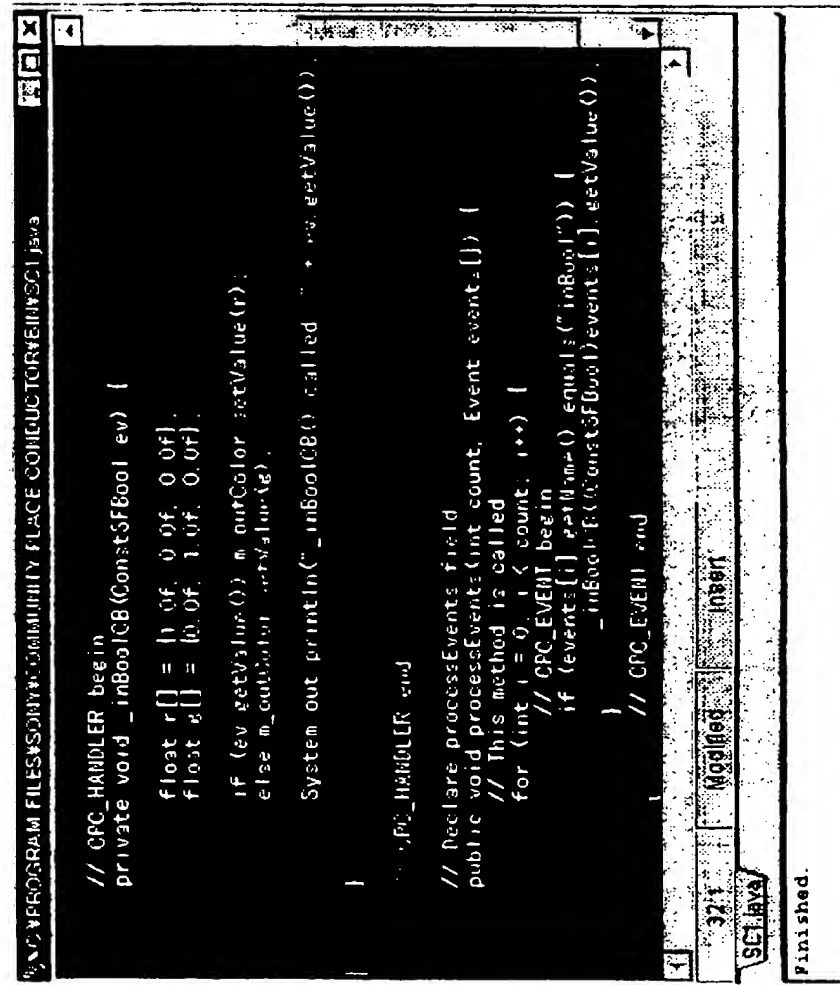 C:¥PROGRAM FILES¥SONY¥COMMUNITY PLACE CONDUCTOR¥BIN¥SC1.java
// CPC_HANDLER begin
private void _inBoolCB(ConstSFBool ev) {
float r[] = {1.0f, 0.0f, 0.0f};
float g[] = {0.0f, 1.0f, 0.0f};
if (ev.getValue()) m_outColor.setValue(r);
else m_outColor.setValue(g);
System.out.println("_inBoolCB() called " + ev.getValue());
}
// CPC_HANDLER end
// Declare processEvents field
public void processEvents(int count, Event events[]) {
// This method is called
for (int i = 0; i < count; i++) {
// CPC_EVENT begin
if (events[i].getName().equals("inBool")) {
_inBoolCB((ConstSFBool)events[i].getValue());
}
// CPC_EVENT end
}
32:1 Modified Insert
SC1.java
Finished.